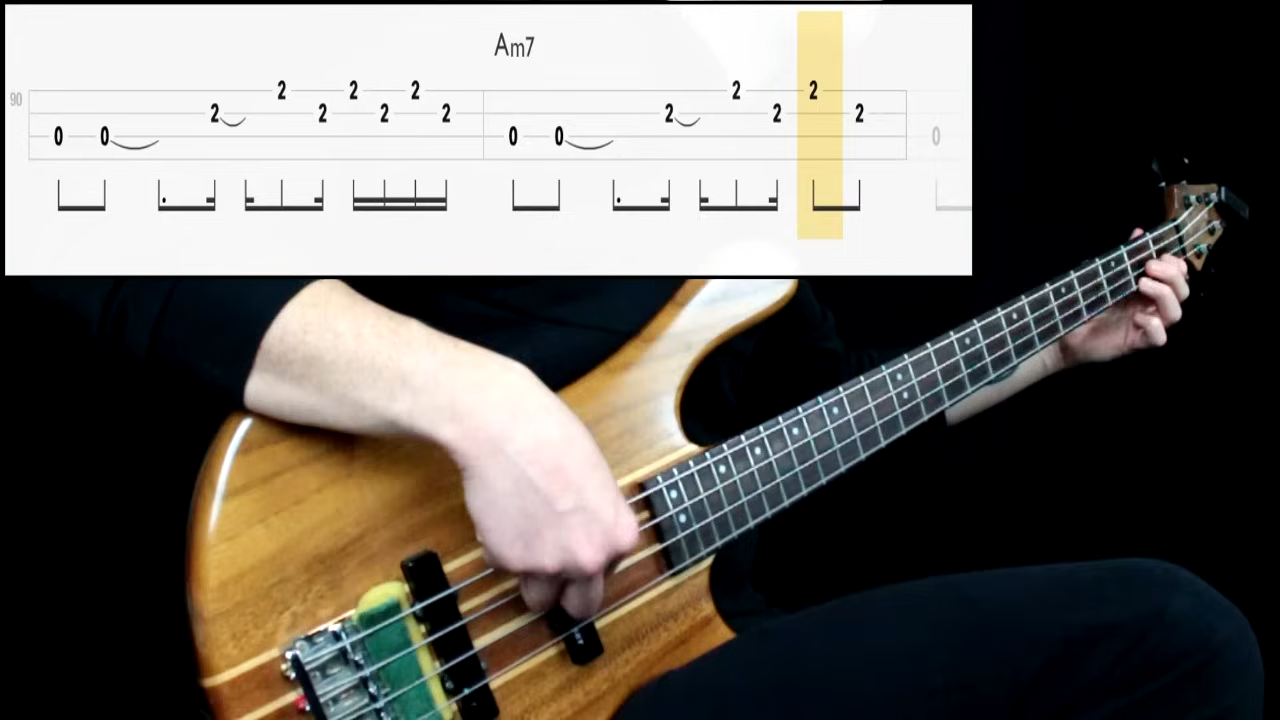 Am7
90
2 2 2 2 2
2 2 2 2 2 2 2
0 0 0 0 0